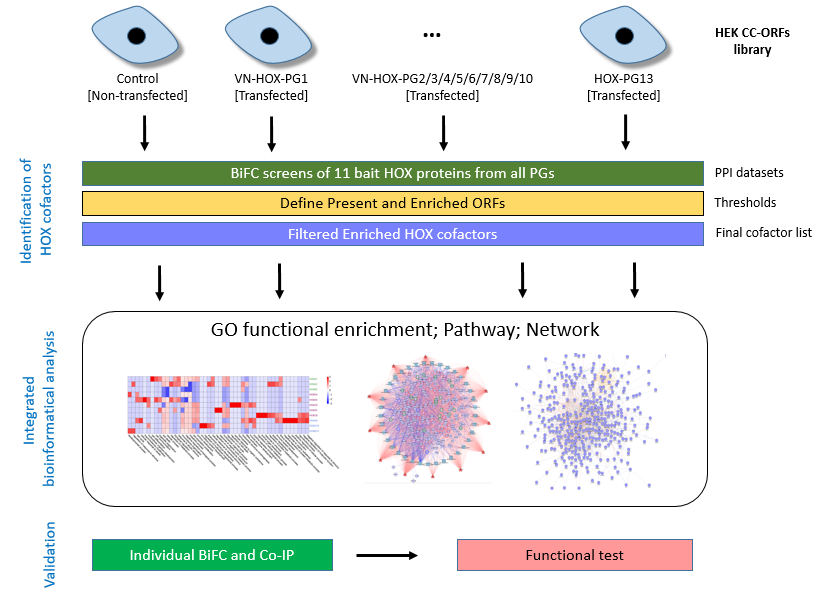 HEK CC-ORFs
library
...
Control
[Non-transfected]
VN-HOX-PG1
[Transfected]
VN-HOX-PG2/3/4/5/6/7/8/9/10
[Transfected]
HOX-PG13
[Transfected]
Identification of
HOX cofactors
BiFC screens of 11 bait HOX proteins from all PGs
PPI datasets
Define Present and Enriched ORFs
Thresholds
Filtered Enriched HOX cofactors
Final cofactor list
Integrated
bioinformatical analysis
GO functional enrichment; Pathway; Network
Validation
Individual BiFC and Co-IP
Functional test